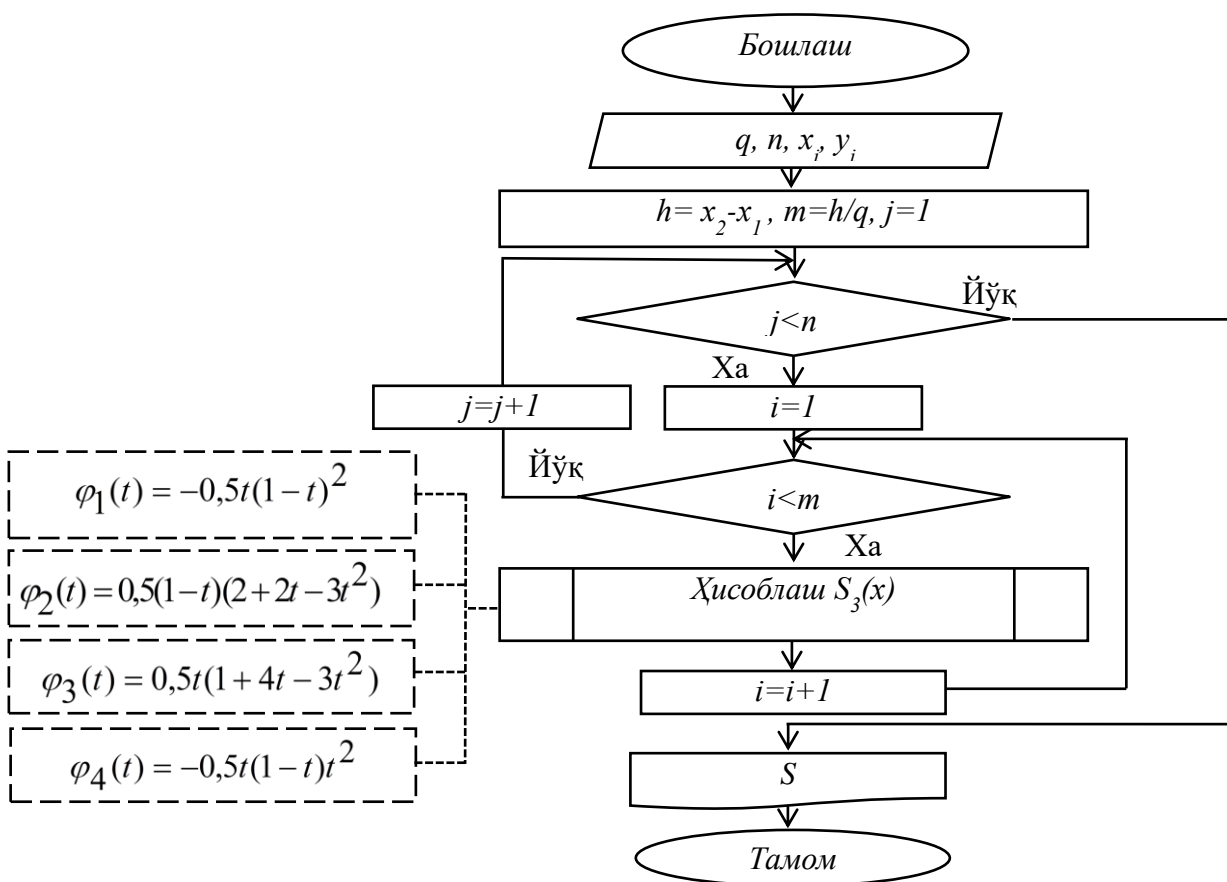 Бошлаш
q, n, x_i, y_i
h= x_2-x_1 , m=h/q, j=1
j<n
Йўқ
Ха
j=j+1
i=1
Йўқ
i<m
Ха
φ_1(t) = −0,5t(1−t)^2
φ_2(t) = 0,5(1−t)(2+2t−3t^2)
φ_3(t) = 0,5t(1+4t−3t^2)
φ_4(t) = −0,5t(1−t)t^2
Ҳисоблаш S_3(x)
i=i+1
S
Тамом